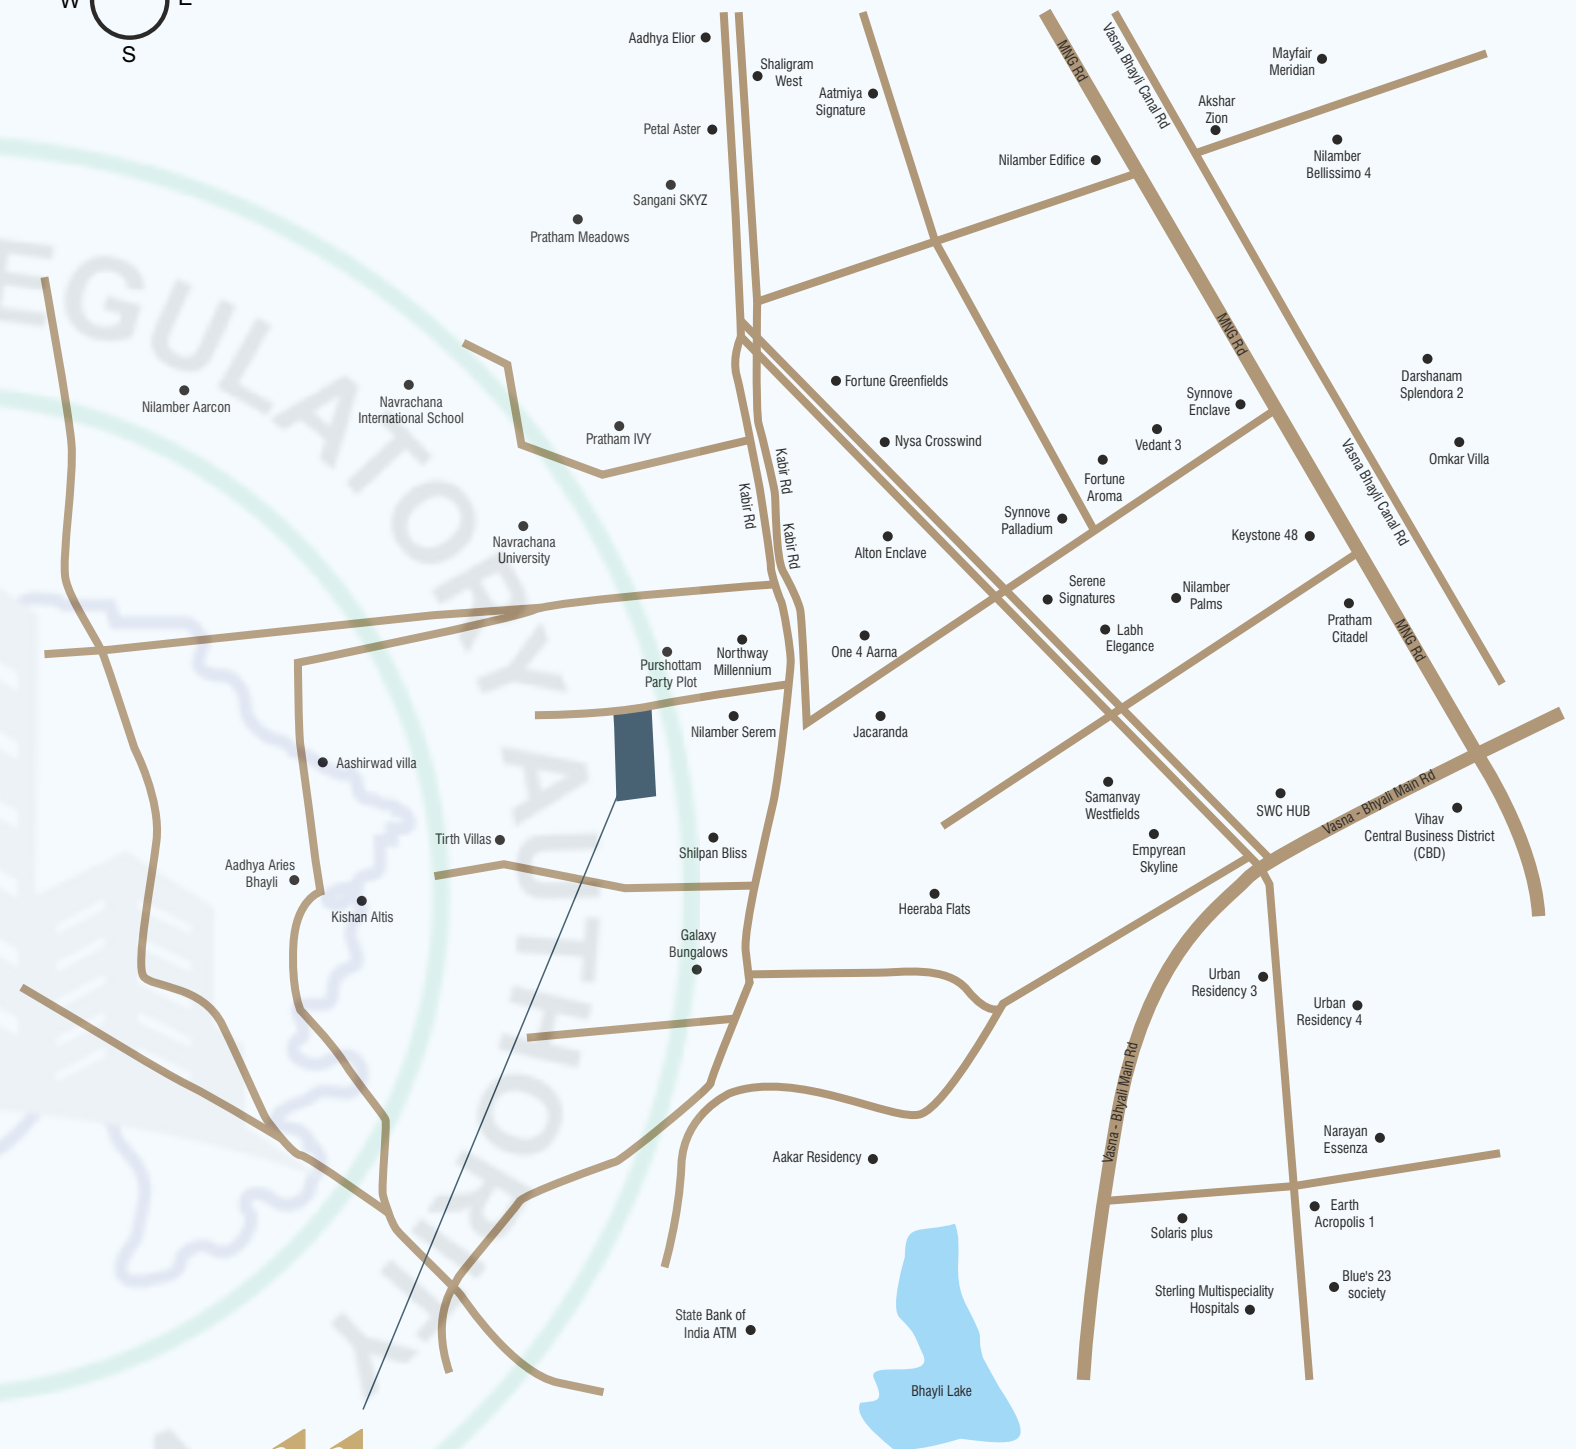 W
E
S
Aadhya Elior
Shaligram
West
Aatmiya
Signature
MNG Rd
Vasna Bhayli Canal Rd
Mayfair
Meridian
Akshar
Zion
Petal Aster
Nilamber
Bellissimo 4
Nilamber Edifice
Sangani SKYZ
Pratham Meadows
EGULATORY AUTHORITY
MNG Rd
Fortune Greenfields
Darshanam
Splendora 2
Navrachana
International School
Nilamber Aarcon
Synnove
Enclave
Pratham IVY
Nysa Crosswind
Vedant 3
Omkar Villa
Kabir Rd
Kabir Rd
Kabir Rd
Fortune
Aroma
Vasna Bhayli Canal Rd
Synnove
Palladium
Keystone 48
Navrachana
University
Alton Enclave
Serene
Signatures
Nilamber
Palms
Pratham
Citadel
MNG Rd
Labh
Elegance
One 4 Aarna
Northway
Millennium
Purshottam
Party Plot
Nilamber Serem
Jacaranda
Aashirwad villa
Samanvay
Westfields
SWC HUB
Vasna - Bhyali Main Rd
Vihav
Central Business District
(CBD)
Tirth Villas
Shilpan Bliss
Empyrean
Skyline
Aadhya Aries
Bhayli
Kishan Altis
Heeraba Flats
Galaxy
Bungalows
Urban
Residency 3
Urban
Residency 4
Vasna - Bhyali Main Rd
Narayan
Essenza
Aakar Residency
Earth
Acropolis 1
Solaris plus
Blue's 23
society
Sterling Multispeciality
Hospitals
State Bank of
India ATM
Bhayli Lake